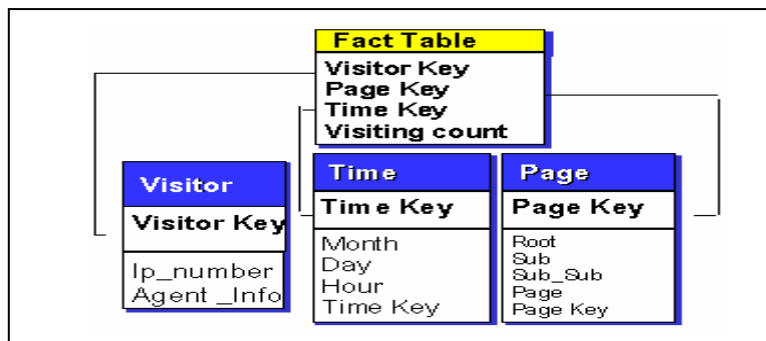 Fact Table
Visitor Key
Page Key
Time Key
Visiting count
Visitor
Visitor Key
Ip_number
Agent _Info
Time
Time Key
Month
Day
Hour
Time Key
Page
Page Key
Root
Sub
Sub_Sub
Page
Page Key